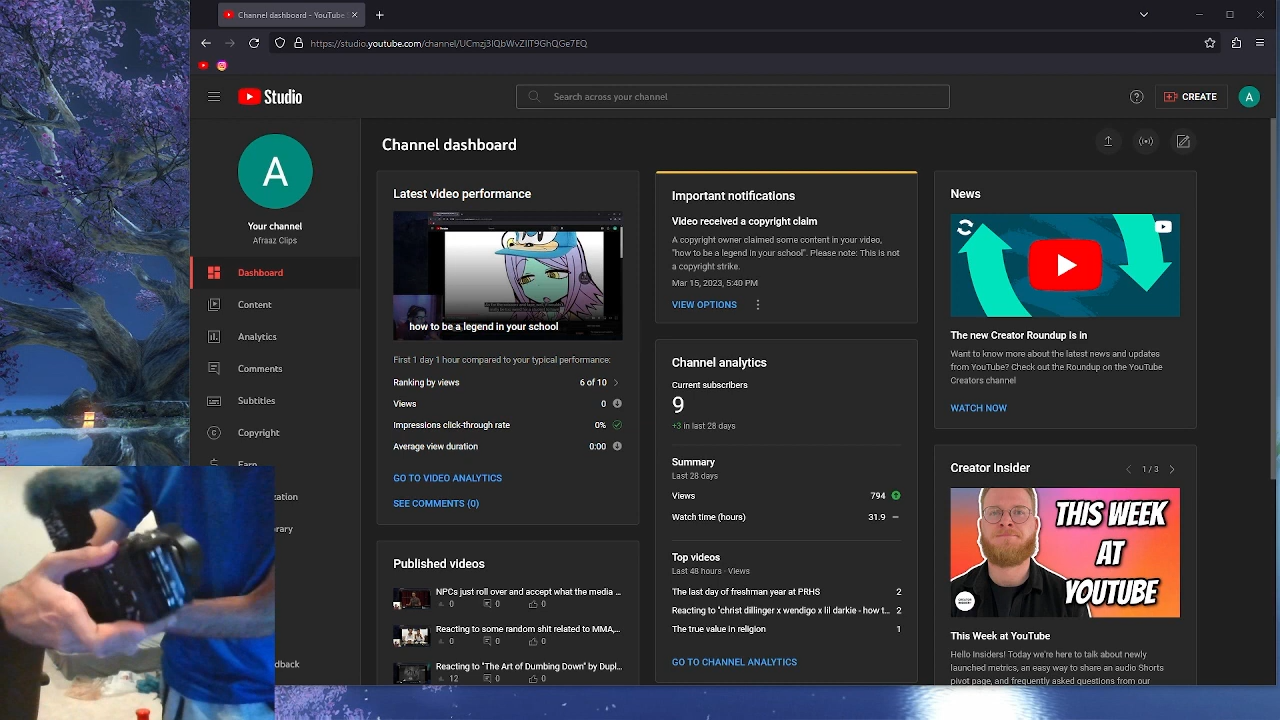 Channel dashboard - YouTube
https://studio.youtube.com/channel/UCmzj3IQbWvZIIT9GhQGe7EQ
Studio
Search across your channel
CREATE
A
A
Your channel
Afraaz Clips
Dashboard
Content
Analytics
Comments
Subtitles
Copyright
Earn
Channel dashboard
Latest video performance
how to be a legend in your school
First 1 day 1 hour compared to your typical performance:
Ranking by views 6 of 10
Views 0
Impressions click-through rate 0%
Average view duration 0:00
GO TO VIDEO ANALYTICS
SEE COMMENTS (0)
Published videos
NPCs just roll over and accept what the media ...
0 0 0
Reacting to some random sh!t related to MMA,...
0 0 0
Reacting to "The Art of Dumbing Down" by Dupl...
12 0 0
Important notifications
Video received a copyright claim
A copyright owner claimed some content in your video,
"how to be a legend in your school". Please note: This is not
a copyright strike.
Mar 15, 2023, 5:40 PM
VIEW OPTIONS
Channel analytics
Current subscribers
9
+3 in last 28 days
Summary
Last 28 days
Views 794
Watch time (hours) 31.9 –
Top videos
Last 48 hours · Views
The last day of freshman year at PRHS 2
Reacting to "christ dillinger x wendigo x lil darkie - how t... 2
The true value in religion 1
GO TO CHANNEL ANALYTICS
News
The new Creator Roundup is in
Want to know more about the latest news and updates
from YouTube? Check out the Roundup on the YouTube
Creators channel
WATCH NOW
Creator Insider 1 / 3
THIS WEEK
AT
YOUTUBE
This Week at YouTube
Hello Insiders! Today we're here to talk about newly
launched metrics, an easy way to share an audio Shorts
pivot page, and frequently asked questions from our